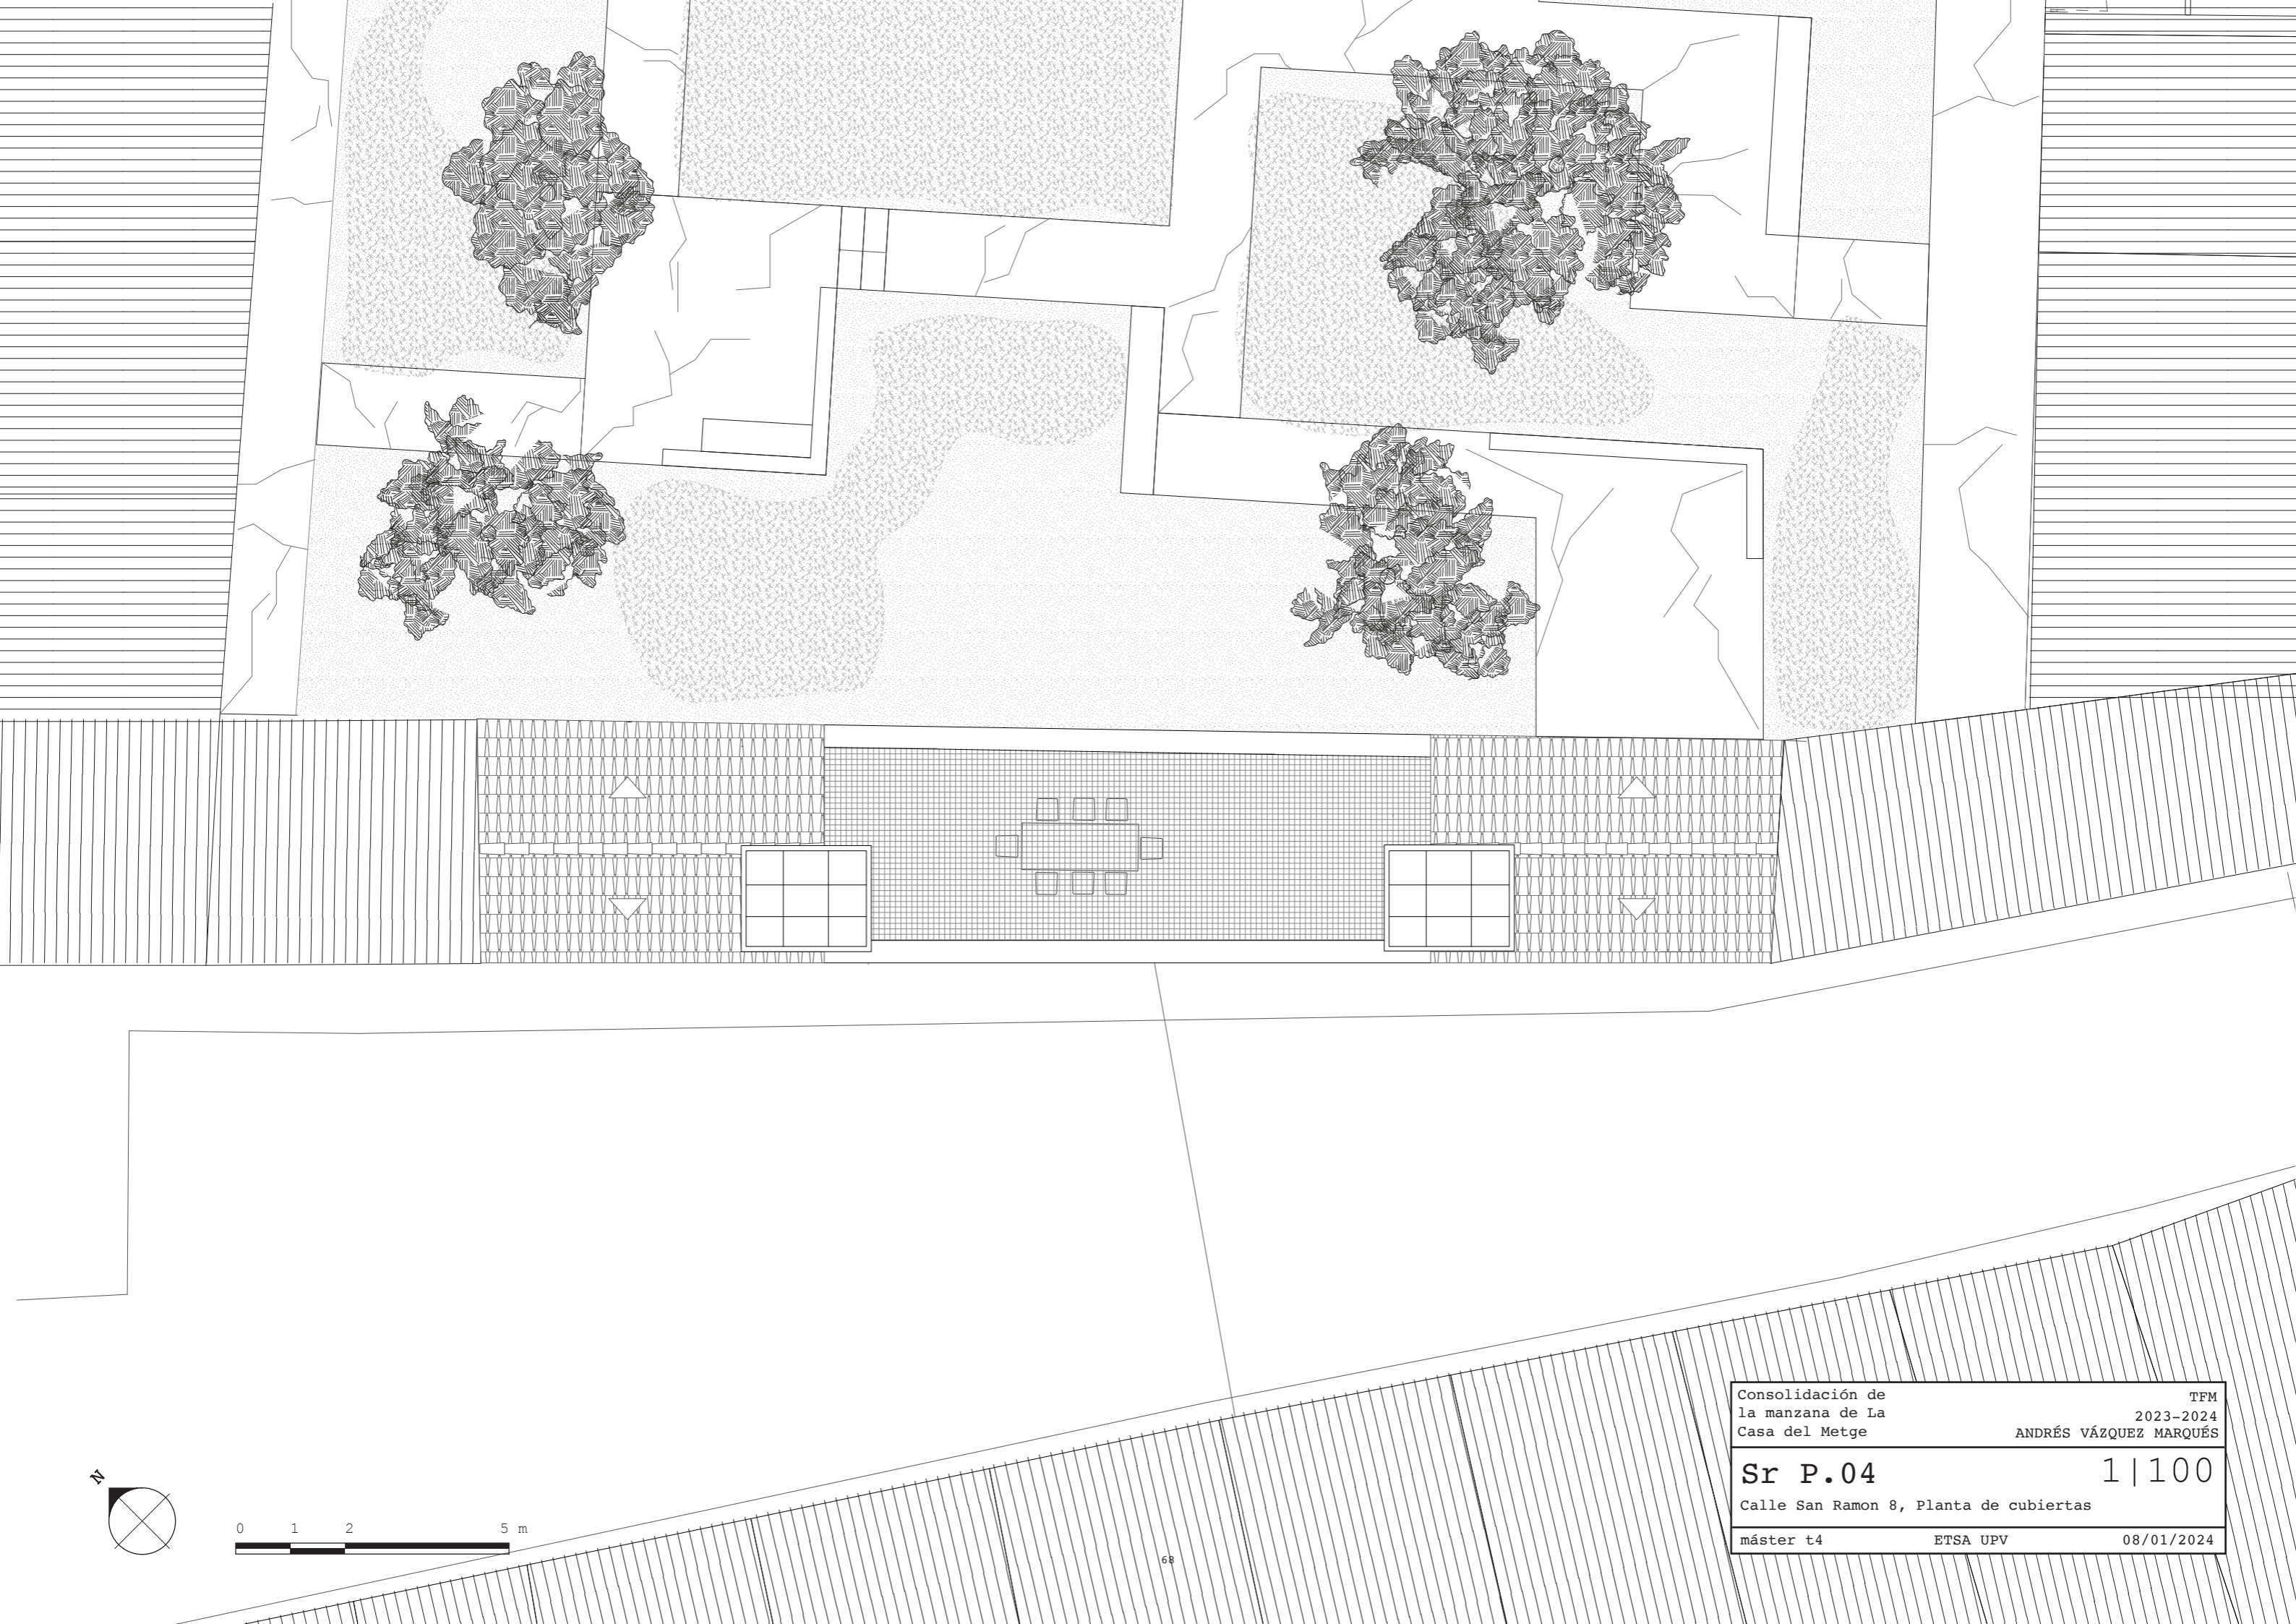 N
0 1 2 5 m
68
Consolidación de
la manzana de La
Casa del Metge
TFM
2023-2024
ANDRÉS VÁZQUEZ MARQUÉS
Sr P.04 1|100
Calle San Ramon 8, Planta de cubiertas
máster t4 ETSA UPV 08/01/2024